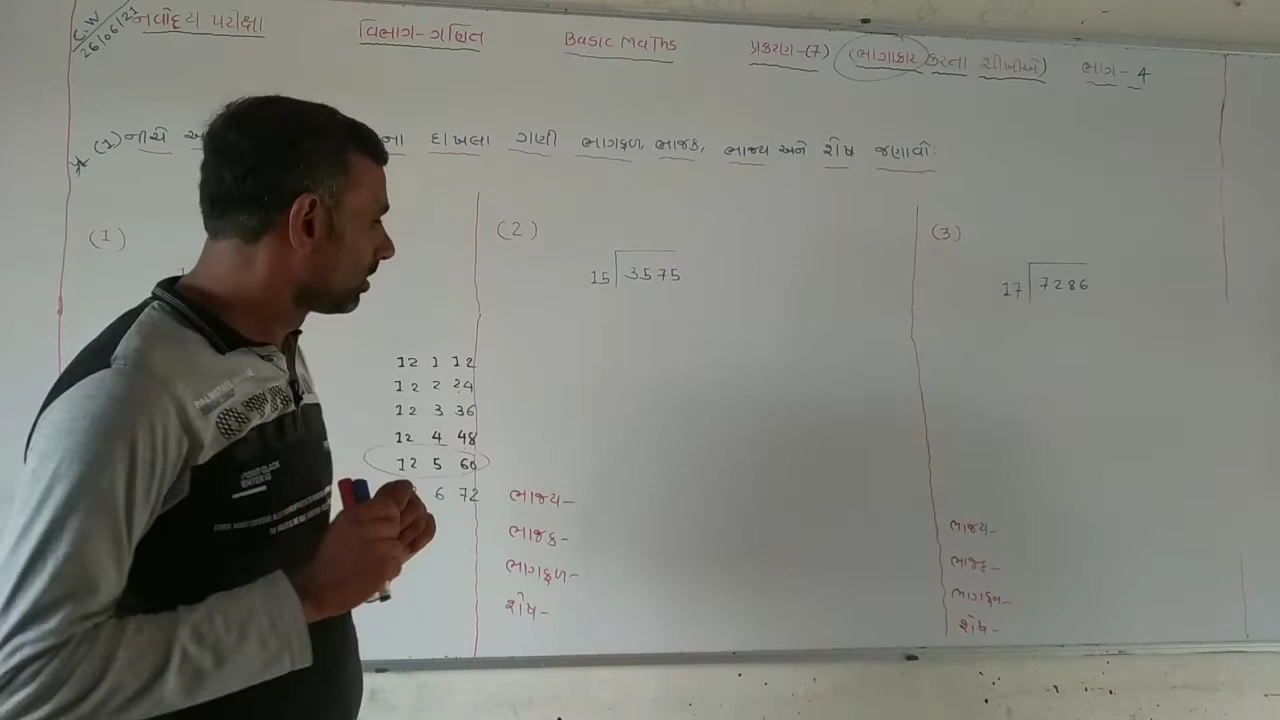 C.W
26/06/21
નવોદય પરીક્ષા વિભાગ-ગણિત Basic Maths પ્રકરણ-(7) (ભાગાકાર કરતા શીખીએ) ભાગ-4
(1) નીચે દાખલા ગણી ભાગફળ, ભાજક, ભાજ્ય અને શેષ જણાવો:
(1)
12 1 12
12 2 24
12 3 36
12 4 48
12 5 60
6 72
(2)
15 3575
ભાજ્ય-
ભાજક-
ભાગફળ-
શેષ-
(3)
17 7286
ભાજ્ય-
ભાજક-
ભાગફળ-
શેષ-